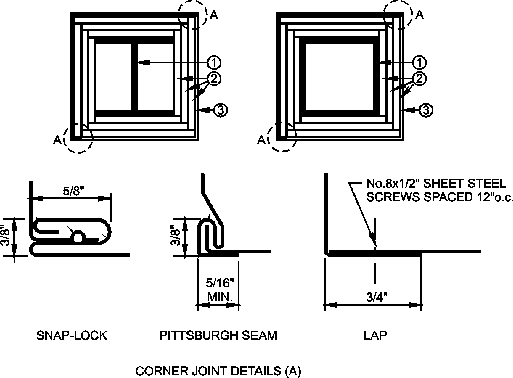 A
A
1
2
3
A
A
1
2
3
5/8"
3/8"
3/8"
5/16"
MIN.
No.8x1/2" SHEET STEEL
SCREWS SPACED 12"o.c.
3/4"
SNAP-LOCK
PITTSBURGH SEAM
LAP
CORNER JOINT DETAILS (A)